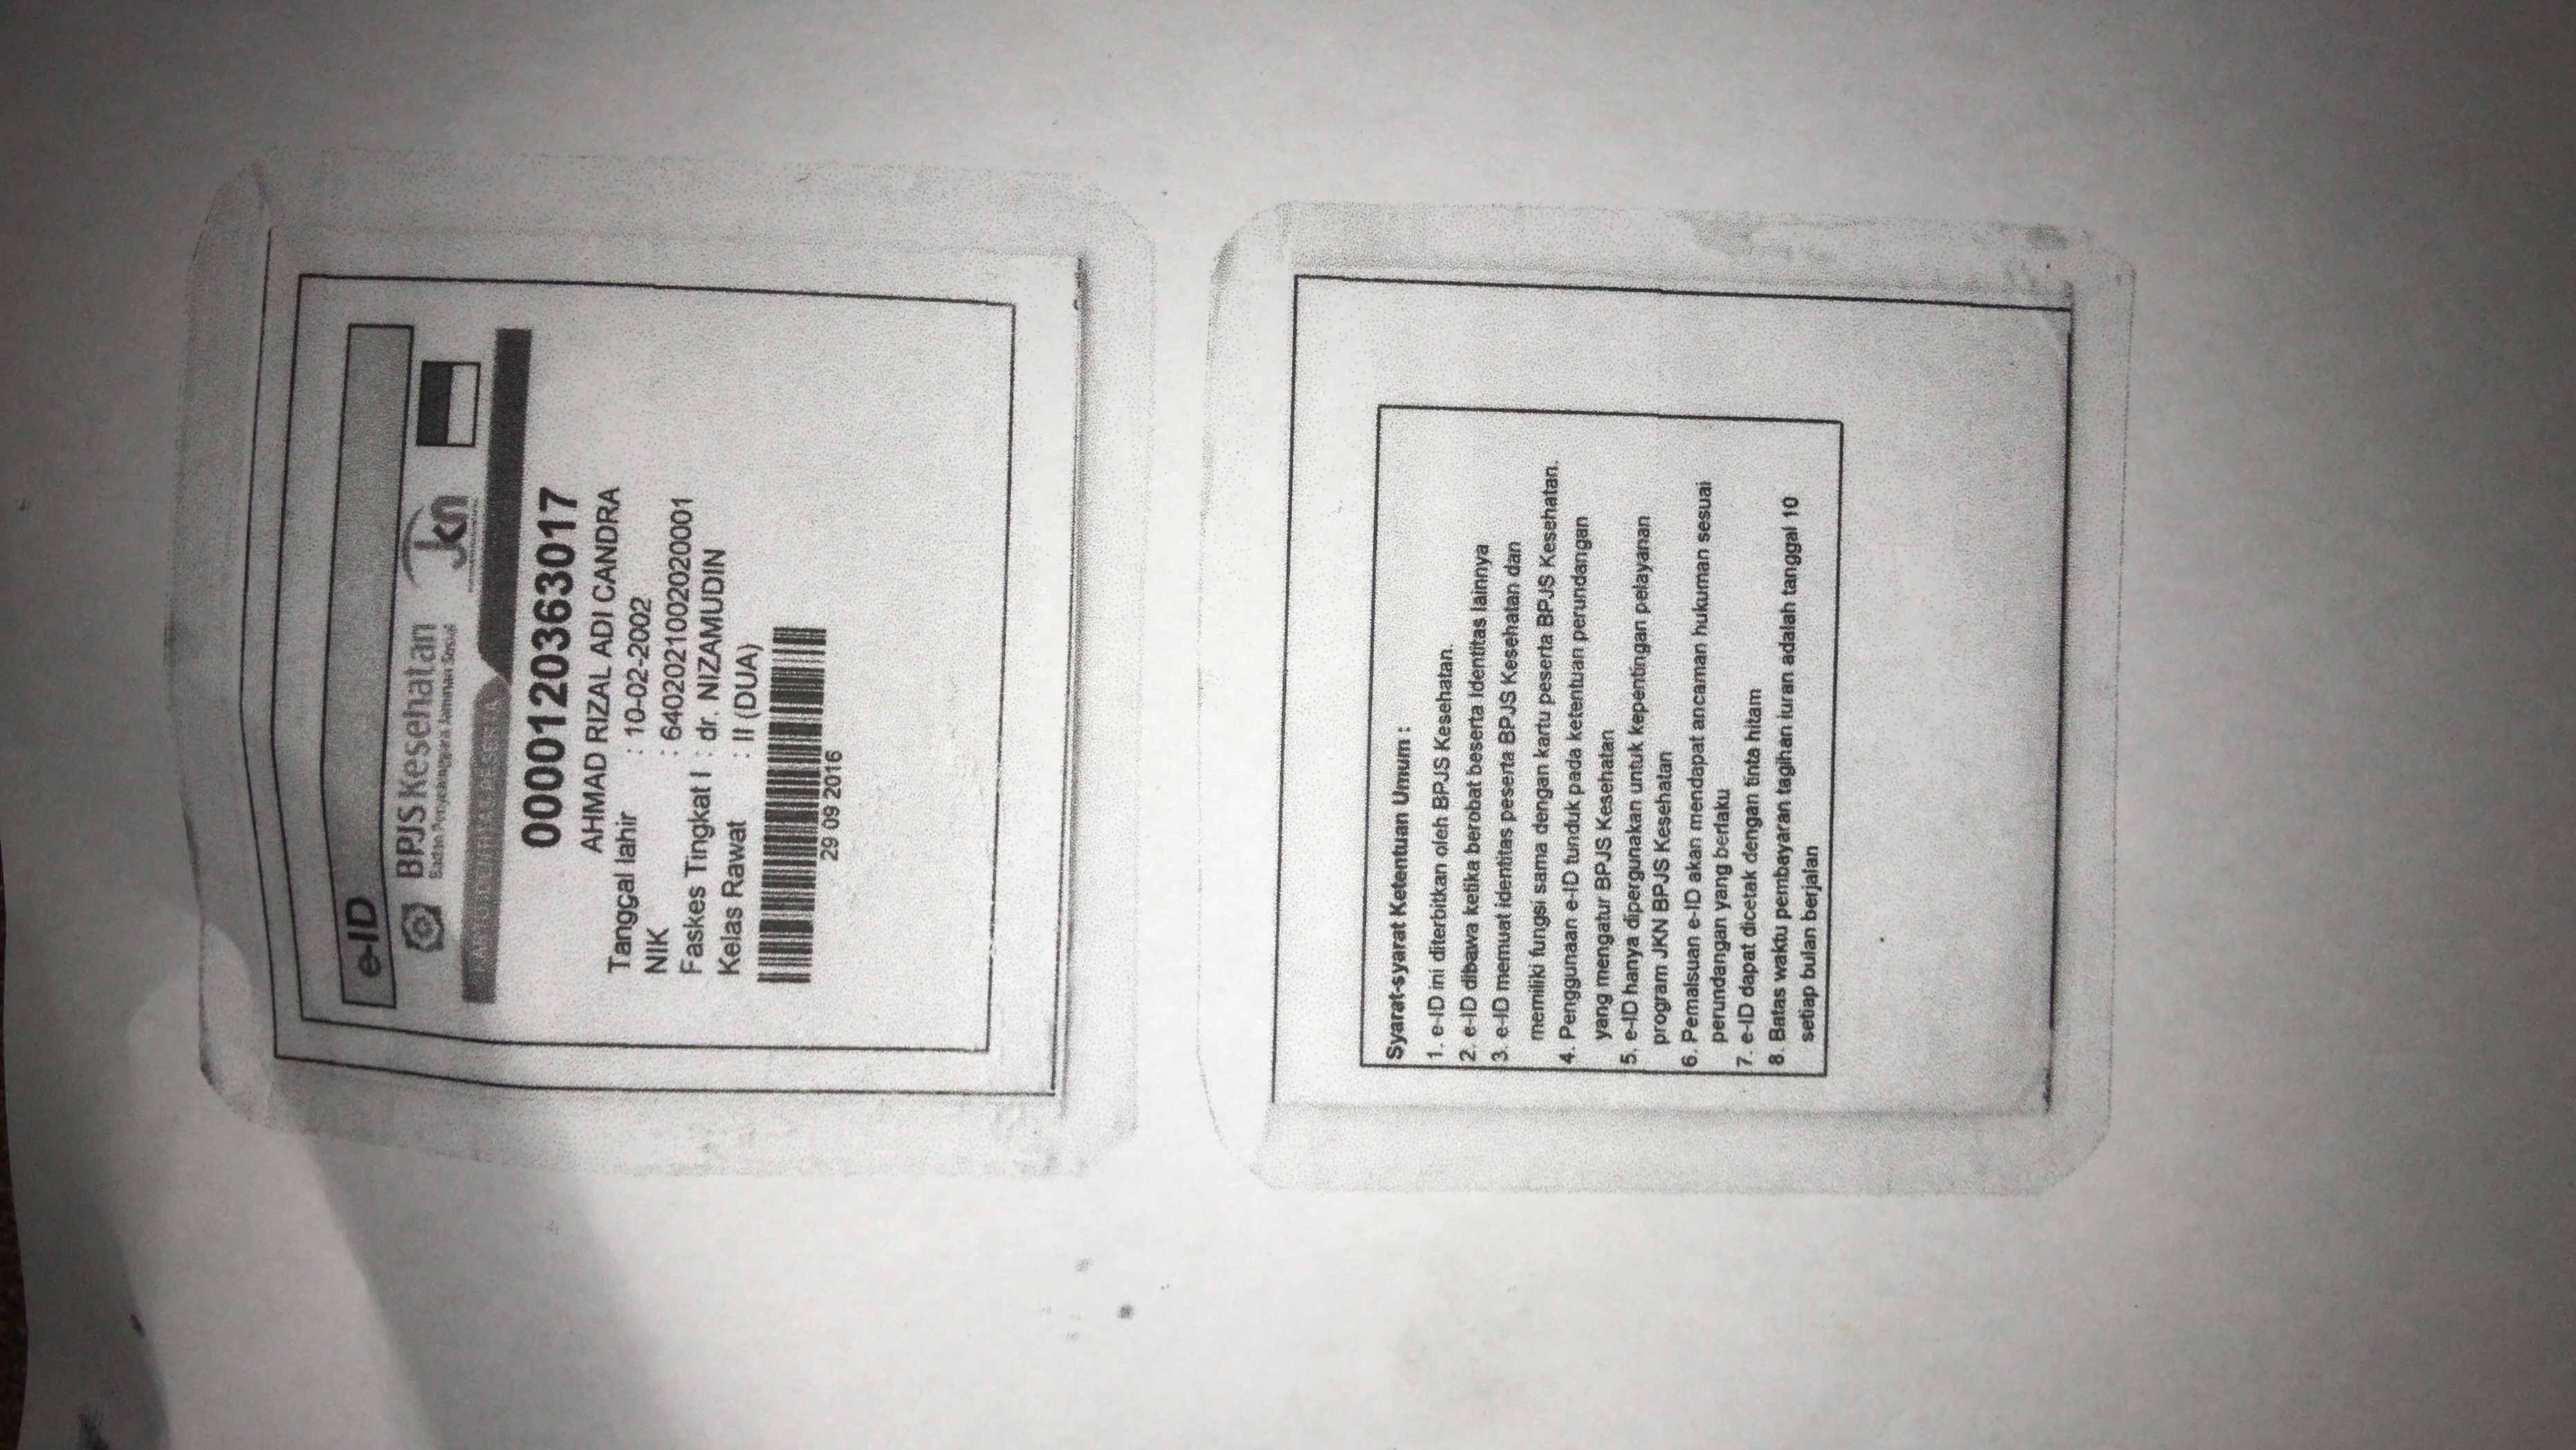 e-ID
BPJS Kesehatan
Badan Penyelenggara Jaminan Sosial
jkn
KARTU IDENTITAS PESERTA
0000120363017
AHMAD RIZAL ADI CANDRA
Tanggal lahir : 10-02-2002
NIK : 6402021002020001
Faskes Tingkat I : dr. NIZAMUDIN
Kelas Rawat : II (DUA)
29 09 2016
Syarat-syarat Ketentuan Umum :
1. e-ID ini diterbitkan oleh BPJS Kesehatan.
2. e-ID dibawa ketika berobat beserta Identitas lainnya
3. e-ID memuat identitas peserta BPJS Kesehatan dan
memiliki fungsi sama dengan kartu peserta BPJS Kesehatan.
4. Penggunaan e-ID tunduk pada ketentuan perundangan
yang mengatur BPJS Kesehatan
5. e-ID hanya dipergunakan untuk kepentingan pelayanan
program JKN BPJS Kesehatan
6. Pemalsuan e-ID akan mendapat ancaman hukuman sesuai
perundangan yang berlaku
7. e-ID dapat dicetak dengan tinta hitam
8. Batas waktu pembayaran tagihan iuran adalah tanggal 10
setiap bulan berjalan